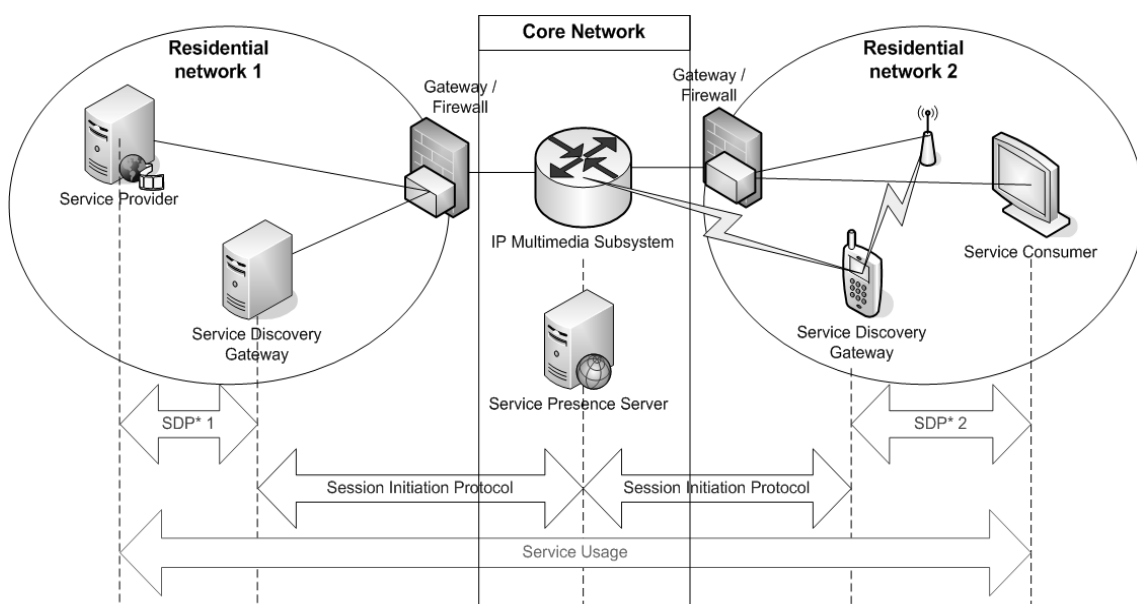 Residential
network 1
Core Network
Residential
network 2
Gateway /
Firewall
Gateway /
Firewall
Service Provider
IP Multimedia Subsystem
Service Consumer
Service Discovery
Gateway
Service Discovery
Gateway
Service Presence Server
SDP* 1
SDP* 2
Session Initiation Protocol
Session Initiation Protocol
Service Usage